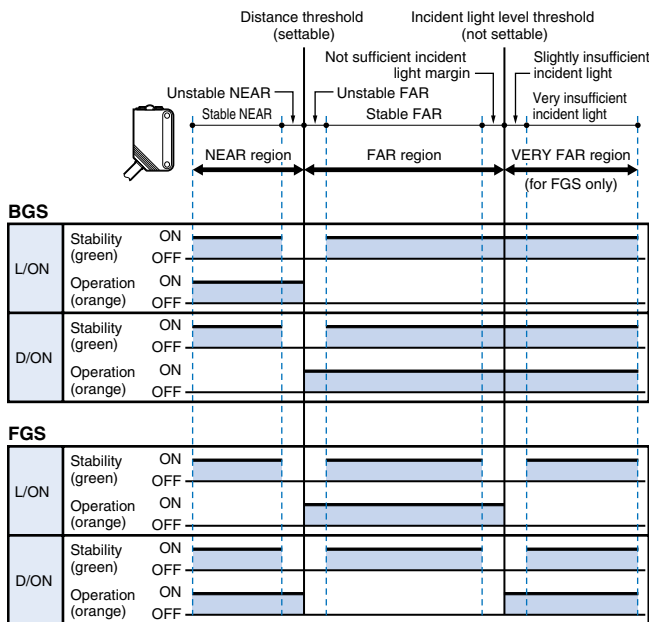 Distance threshold
(settable)
Incident light level threshold
(not settable)
Not sufficient incident
light margin
Slightly insufficient
incident light
Unstable NEAR
Unstable FAR
Very insufficient
incident light
Stable NEAR
Stable FAR
NEAR region
FAR region
VERY FAR region
(for FGS only)
BGS
L/ON
Stability
(green)
ON
OFF
Operation
(orange)
ON
OFF
D/ON
Stability
(green)
ON
OFF
Operation
(orange)
ON
OFF
FGS
L/ON
Stability
(green)
ON
OFF
Operation
(orange)
ON
OFF
D/ON
Stability
(green)
ON
OFF
Operation
(orange)
ON
OFF